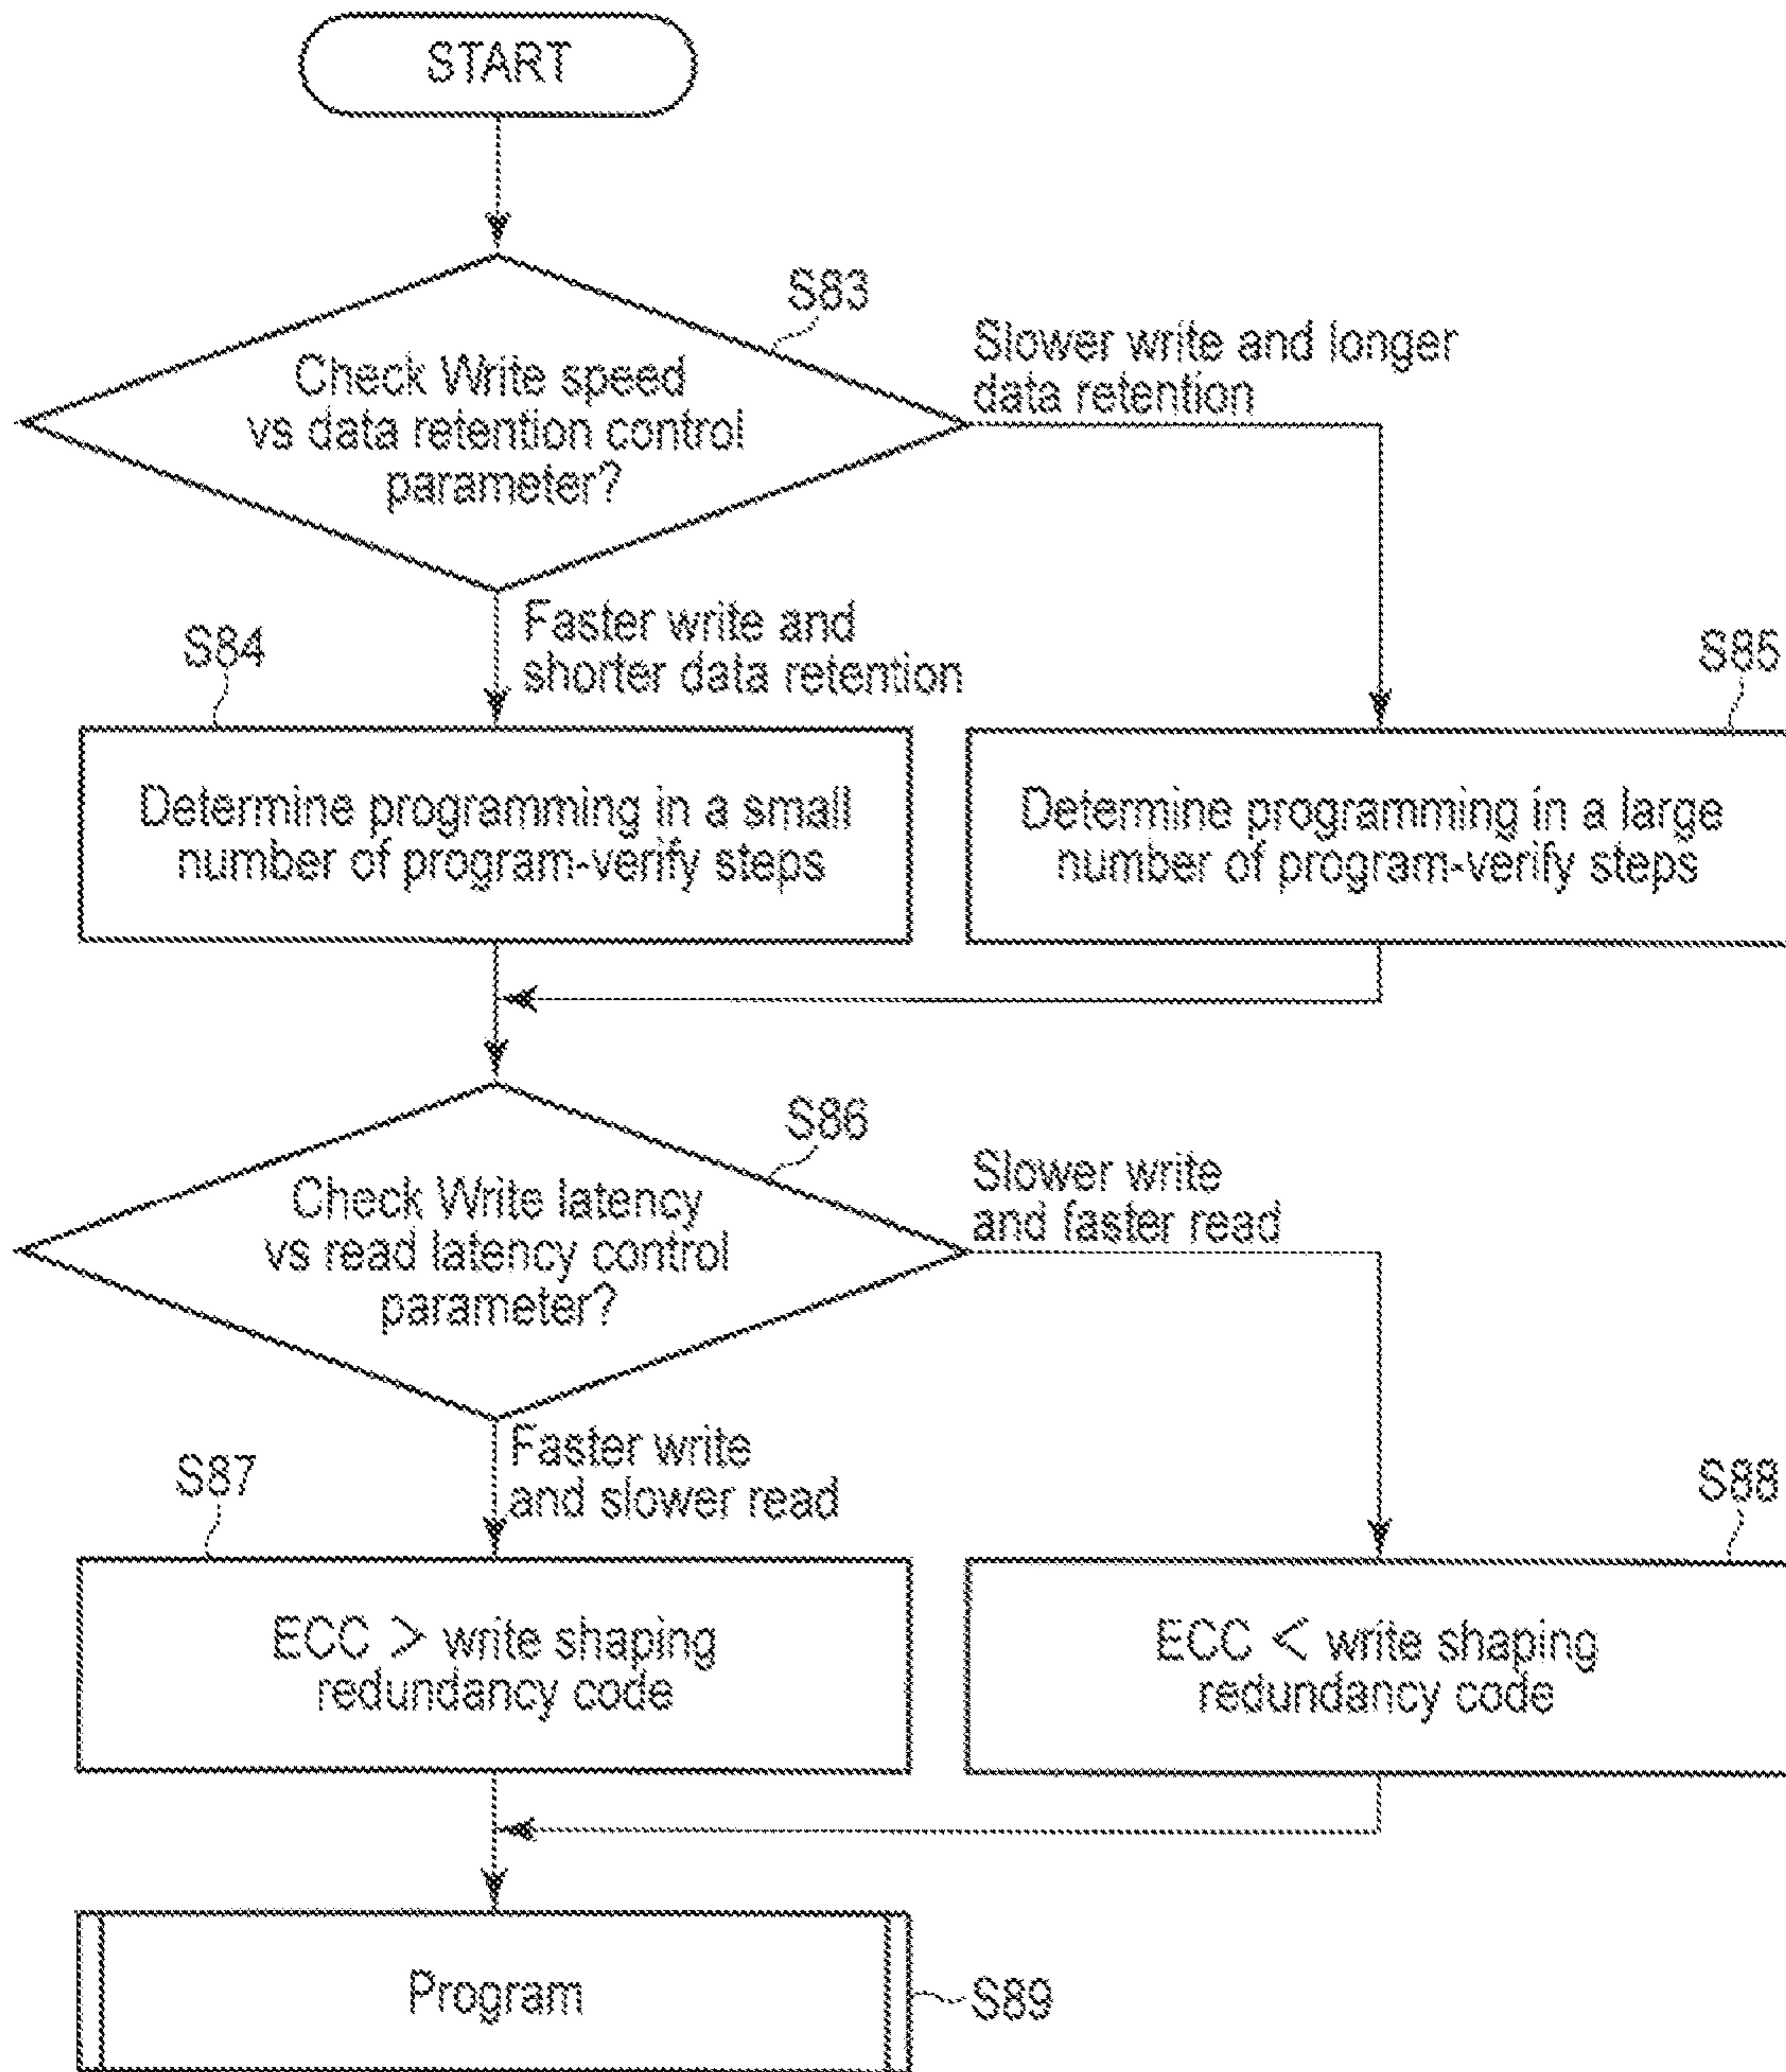 START
S83
Check Write speed
vs data retention control
parameter?
Slower write and longer
data retention
Faster write and
shorter data retention
S84
S85
Determine programming in a small
number of program-verify steps
Determine programming in a large
number of program-verify steps
S86
Check Write latency
vs read latency control
parameter?
Slower write
and faster read
Faster write
and slower read
S87
S88
ECC > write shaping
redundancy code
ECC < write shaping
redundancy code
Program
S89